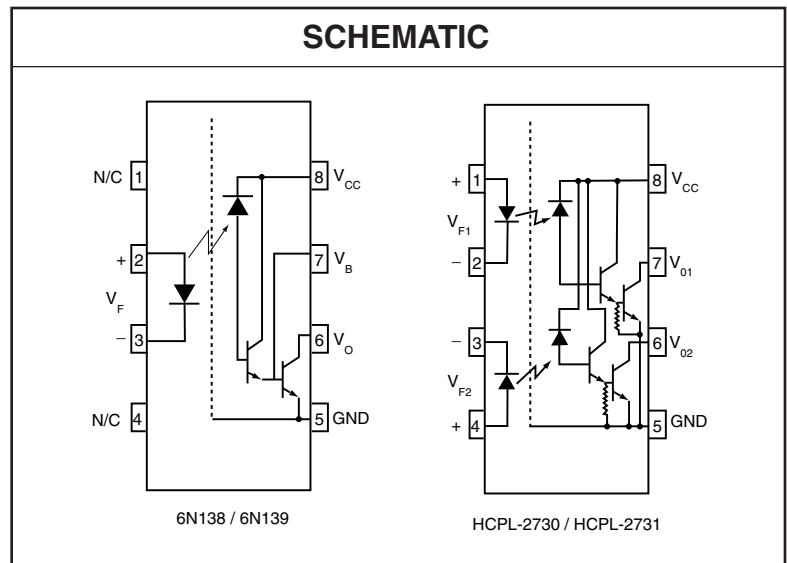 SCHEMATIC
N/C 1
8 VCC
+ 2
7 VB
VF
− 3
6 VO
N/C 4
5 GND
6N138 / 6N139
+ 1
8 VCC
VF1
− 2
7 V01
− 3
6 V02
VF2
+ 4
5 GND
HCPL-2730 / HCPL-2731